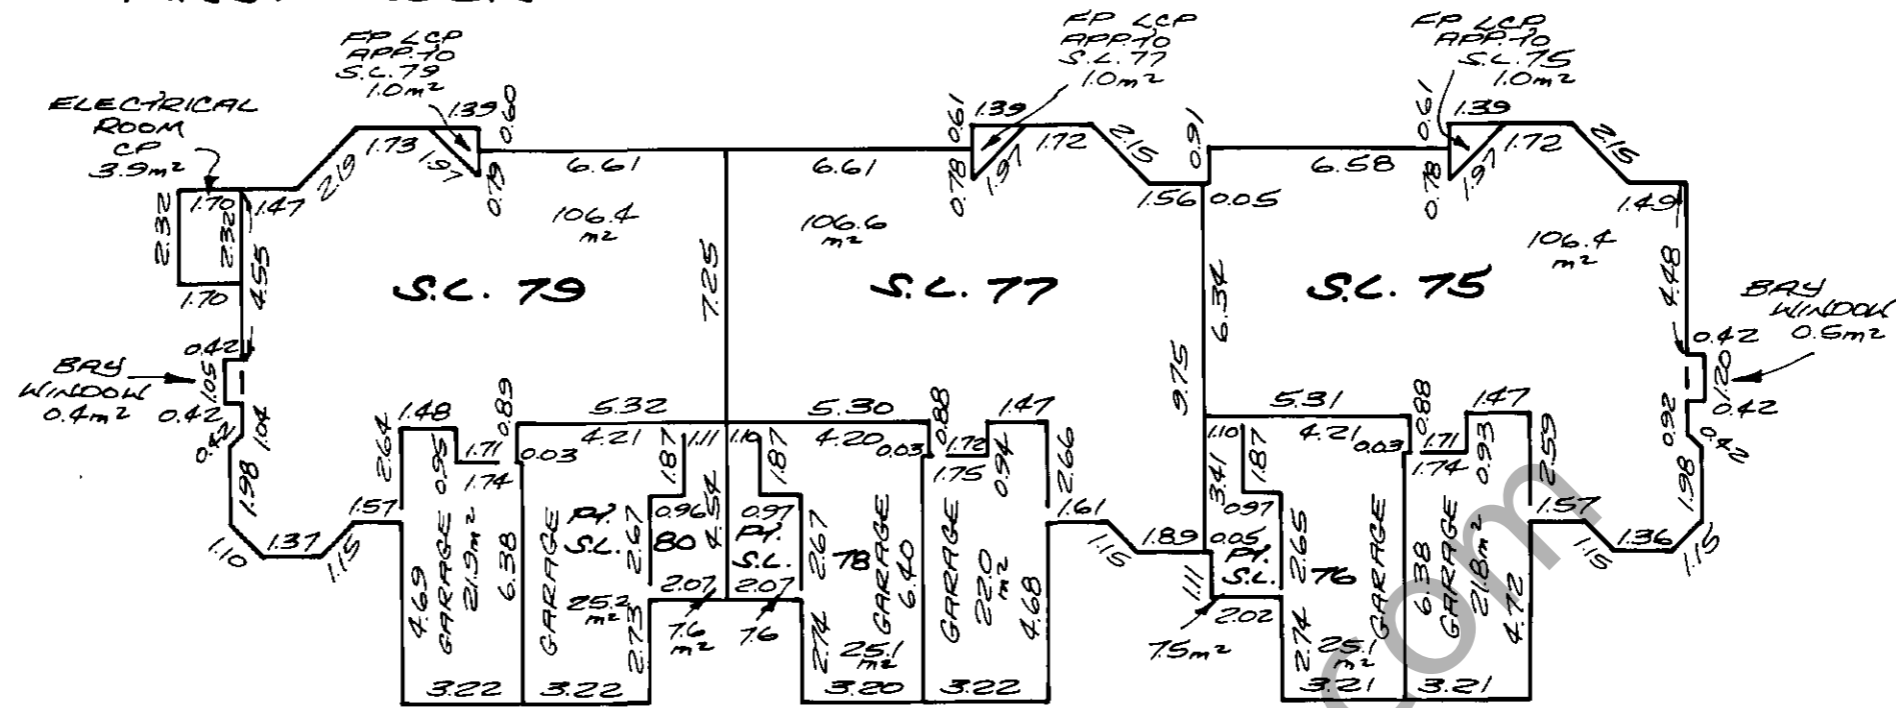 FP LCP
APP. TO
S.L. 79
1.0m²
FP LCP
APP. TO
S.L. 77
1.0m²
FP LCP
APP. TO
S.L. 75
1.0m²
ELECTRICAL
ROOM
CP
3.9m²
1.39
0.60
1.73
1.97
0.79
2.19
6.61
6.61
0.61
1.39
0.78
1.97
1.72
2.15
0.91
6.58
0.61
1.39
0.78
1.97
1.72
2.15
1.70
1.47
2.32
2.32
4.55
1.70
106.4
m²
106.6
m²
1.56
0.05
106.4
m²
1.49
4.48
S.L. 79
7.25
S.L. 77
6.34
9.75
S.L. 75
BAY
WINDOW
0.4m²
0.42
1.05
0.42
1.04
0.42
1.98
1.10
1.37
1.15
1.57
BAY
WINDOW
0.5m²
0.42
1.20
0.42
0.92
0.42
1.98
1.15
1.36
1.15
1.57
2.64
1.48
0.95
1.71
1.74
0.89
0.03
5.32
4.21
1.87
1.11
1.10
1.87
5.30
4.20
0.03
0.88
1.72
1.75
1.47
0.94
2.66
1.61
1.15
1.89
0.05
1.11
5.31
1.10
4.21
0.03
0.88
1.71
1.74
1.47
0.93
2.59
3.41
1.87
0.97
4.69
GARAGE
21.9m²
6.38
GARAGE
25.2
m²
Pt.
S.L. 80
2.67
0.96
4.54
2.07
2.73
7.6
m²
Pt.
S.L. 78
0.97
2.67
2.07
7.6
2.74
GARAGE
6.40
25.1
m²
GARAGE
22.0
m²
4.68
Pt.
S.L. 76
2.65
2.02
7.5m²
2.74
GARAGE
6.38
25.1
m²
GARAGE
21.8m²
4.72
3.22
3.22
3.20
3.22
3.21
3.21
com